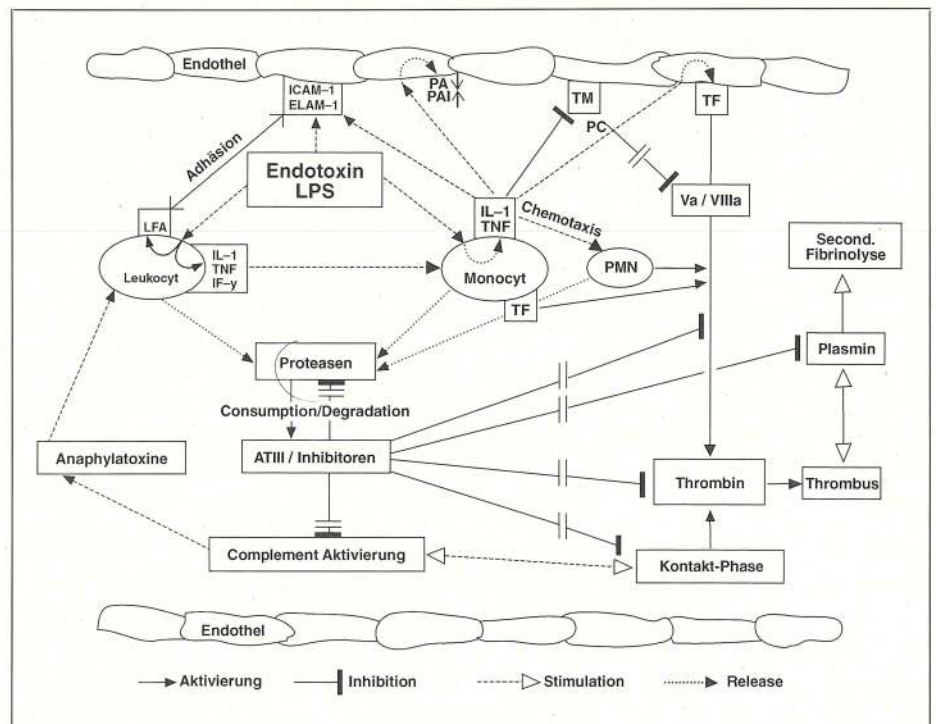 Endothel
ICAM–1
ELAM–1
PA
PAI
TM
TF
PC
Adhäsion
Endotoxin
LPS
Va / VIIIa
LFA
IL–1
TNF
Chemotaxis
Second.
Fibrinolyse
Leukocyt
IL–1
TNF
IF–y
Monocyt
PMN
TF
Proteasen
Plasmin
Consumption/Degradation
Anaphylatoxine
ATIII / Inhibitoren
Thrombin
Thrombus
Complement Aktivierung
Kontakt-Phase
Endothel
Aktivierung
Inhibition
Stimulation
Release